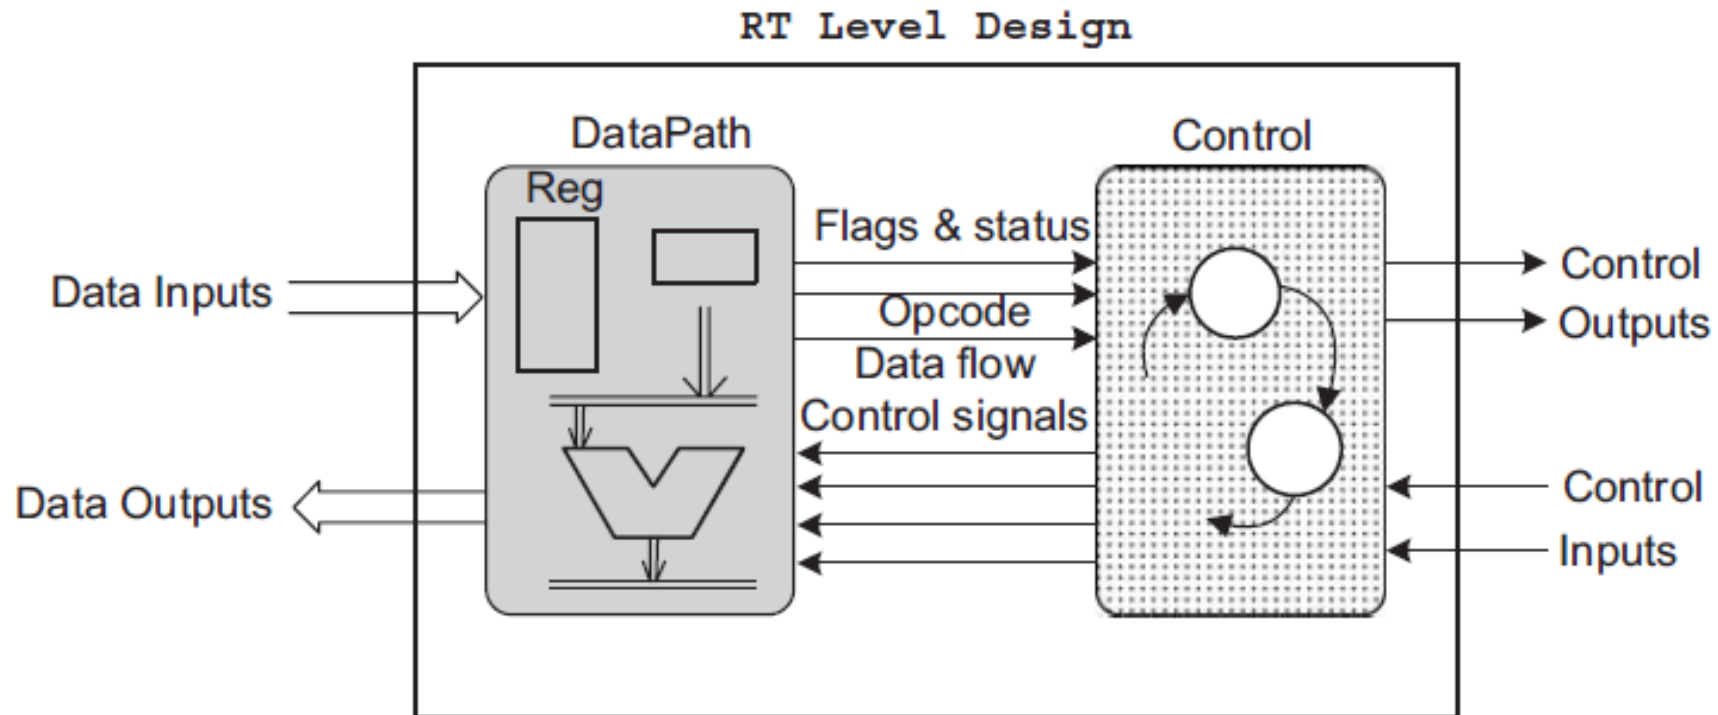 RT Level Design
DataPath
Control
Reg
Flags & status
Opcode
Data flow
Control signals
Data Inputs
Data Outputs
Control
Outputs
Control
Inputs